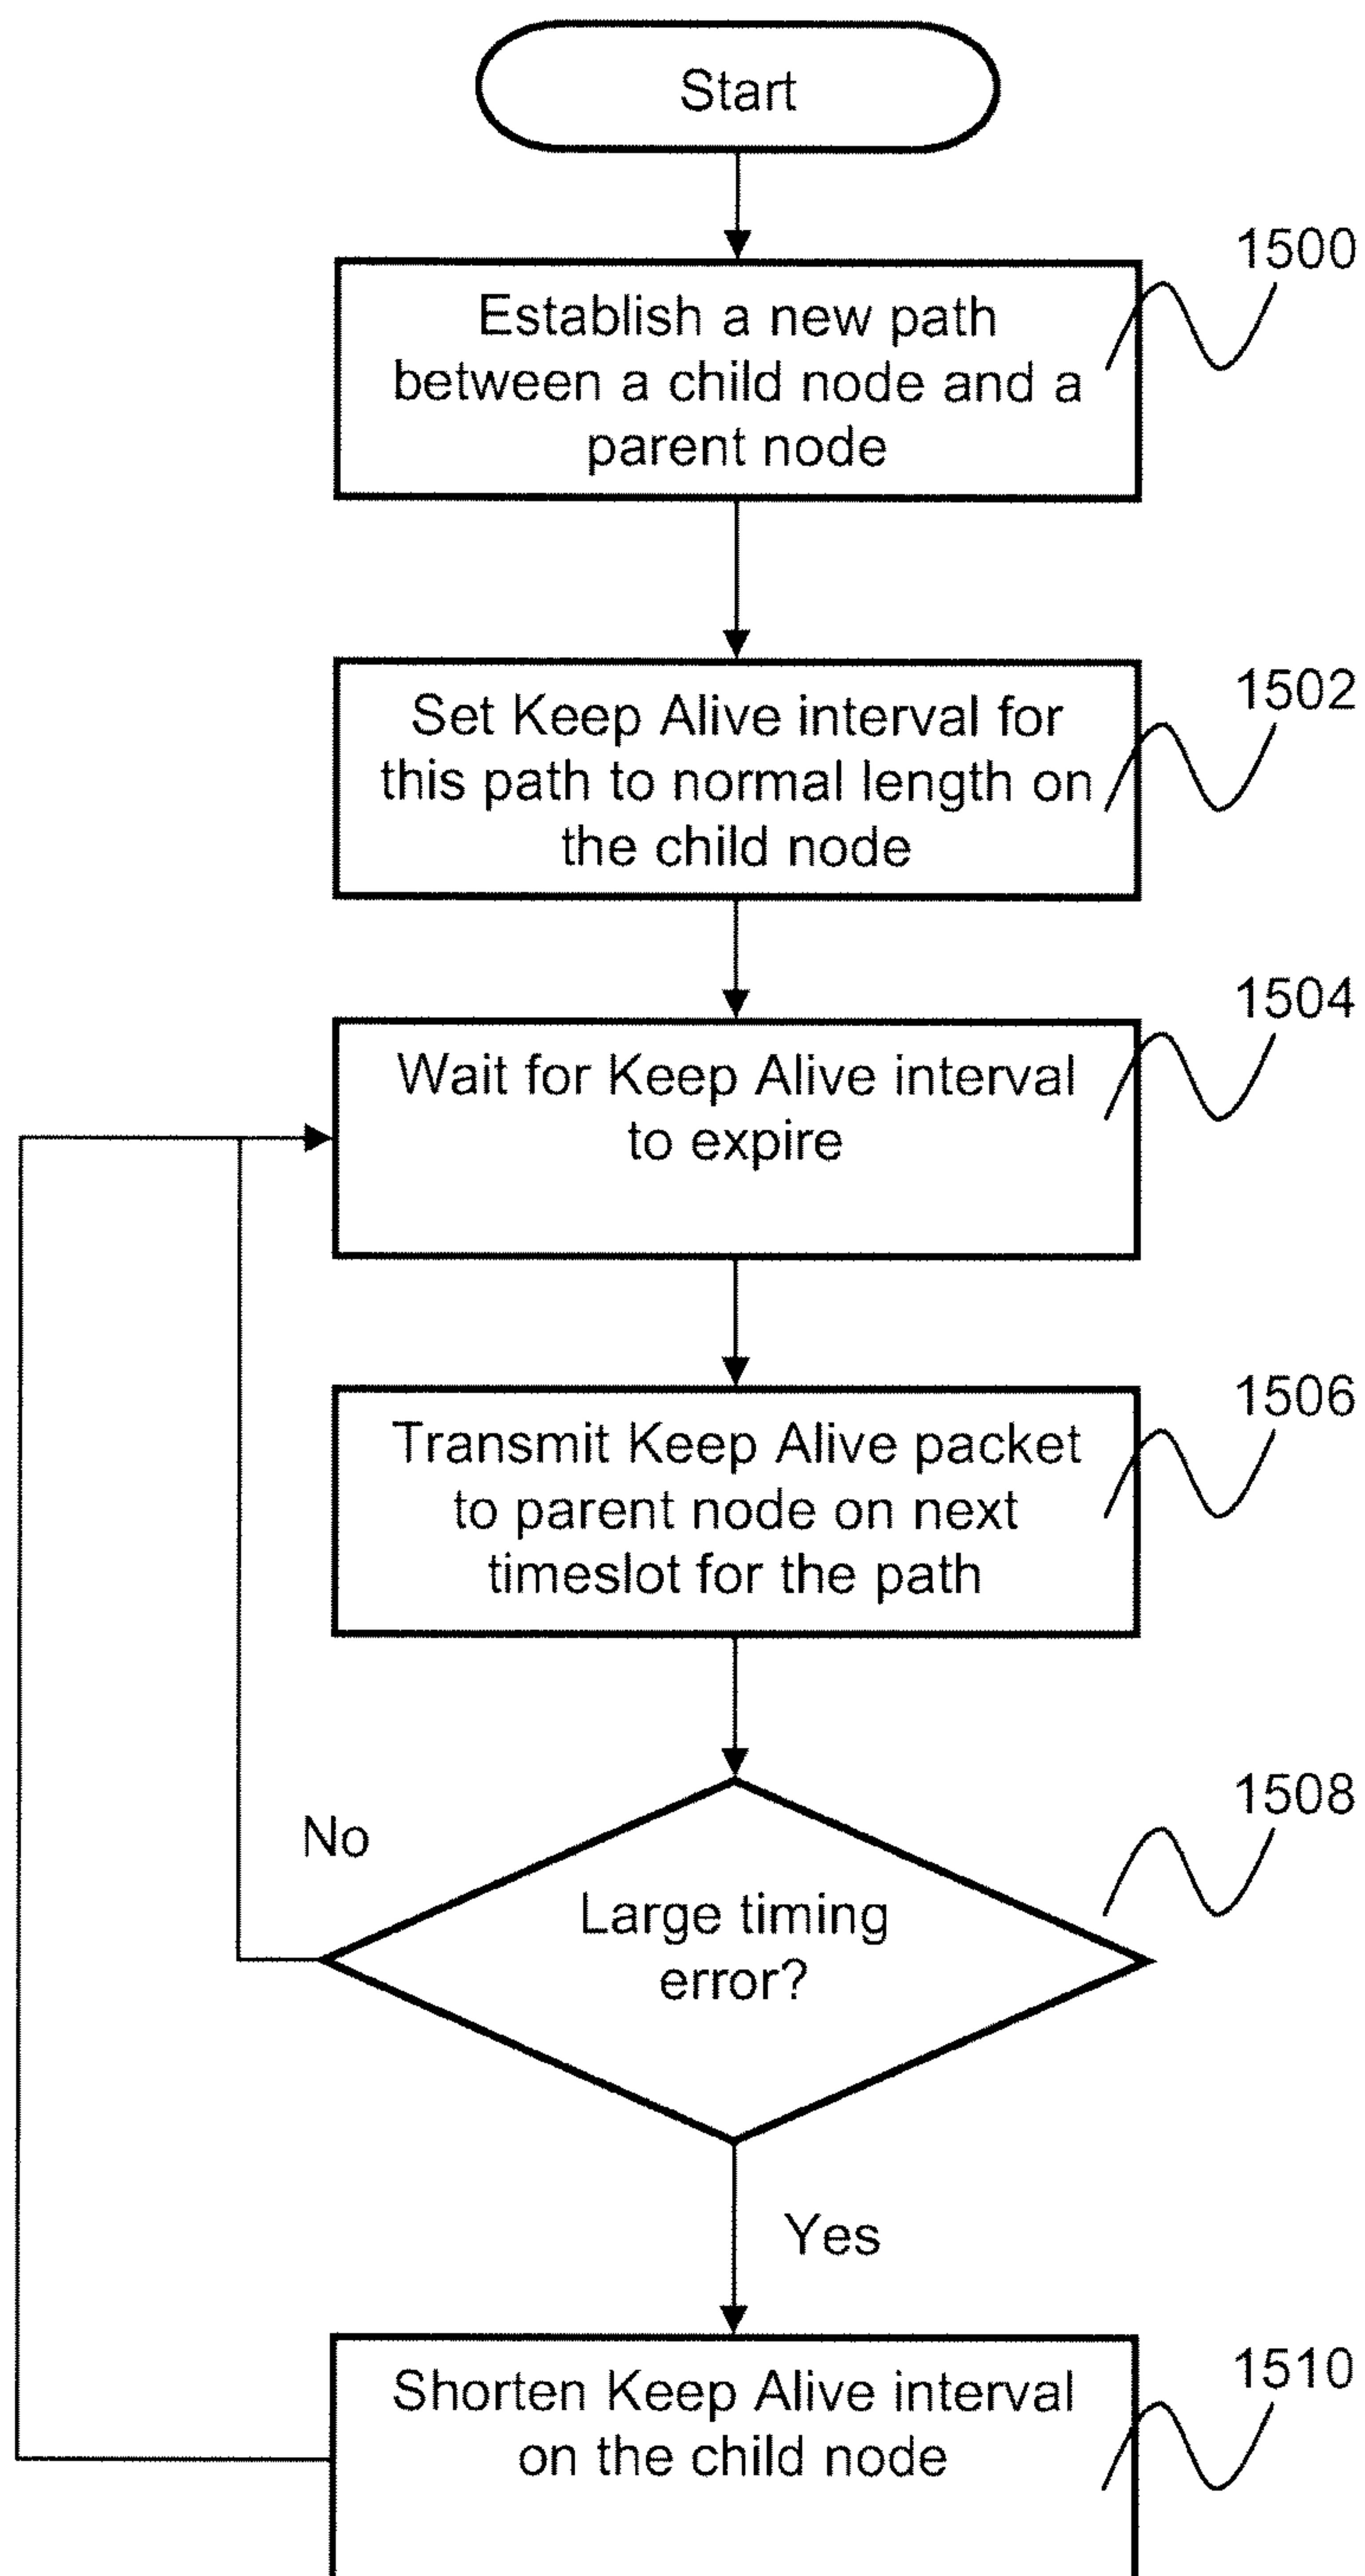 Start
1500
Establish a new path
between a child node and a
parent node
1502
Set Keep Alive interval for
this path to normal length on
the child node
1504
Wait for Keep Alive interval
to expire
1506
Transmit Keep Alive packet
to parent node on next
timeslot for the path
1508
No
Large timing
error?
Yes
1510
Shorten Keep Alive interval
on the child node